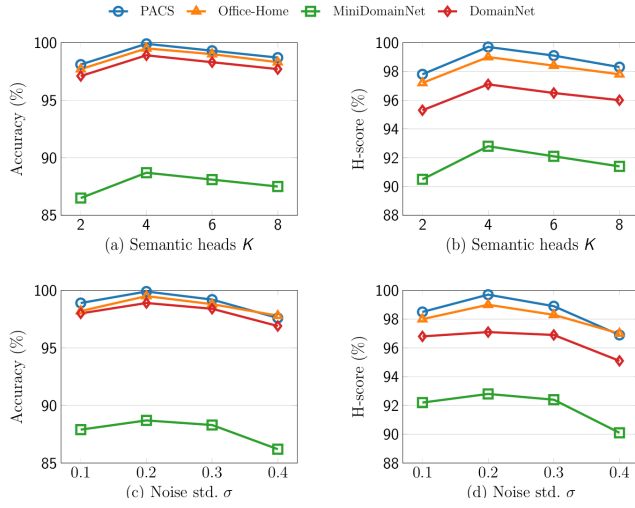 PACS Office-Home MiniDomainNet DomainNet
100
95
90
85
Accuracy (%)
2 4 6 8
(a) Semantic heads K
100
98
96
94
92
90
88
H-score (%)
2 4 6 8
(b) Semantic heads K
100
95
90
85
Accuracy (%)
0.1 0.2 0.3 0.4
(c) Noise std. σ
100
98
96
94
92
90
88
H-score (%)
0.1 0.2 0.3 0.4
(d) Noise std. σ